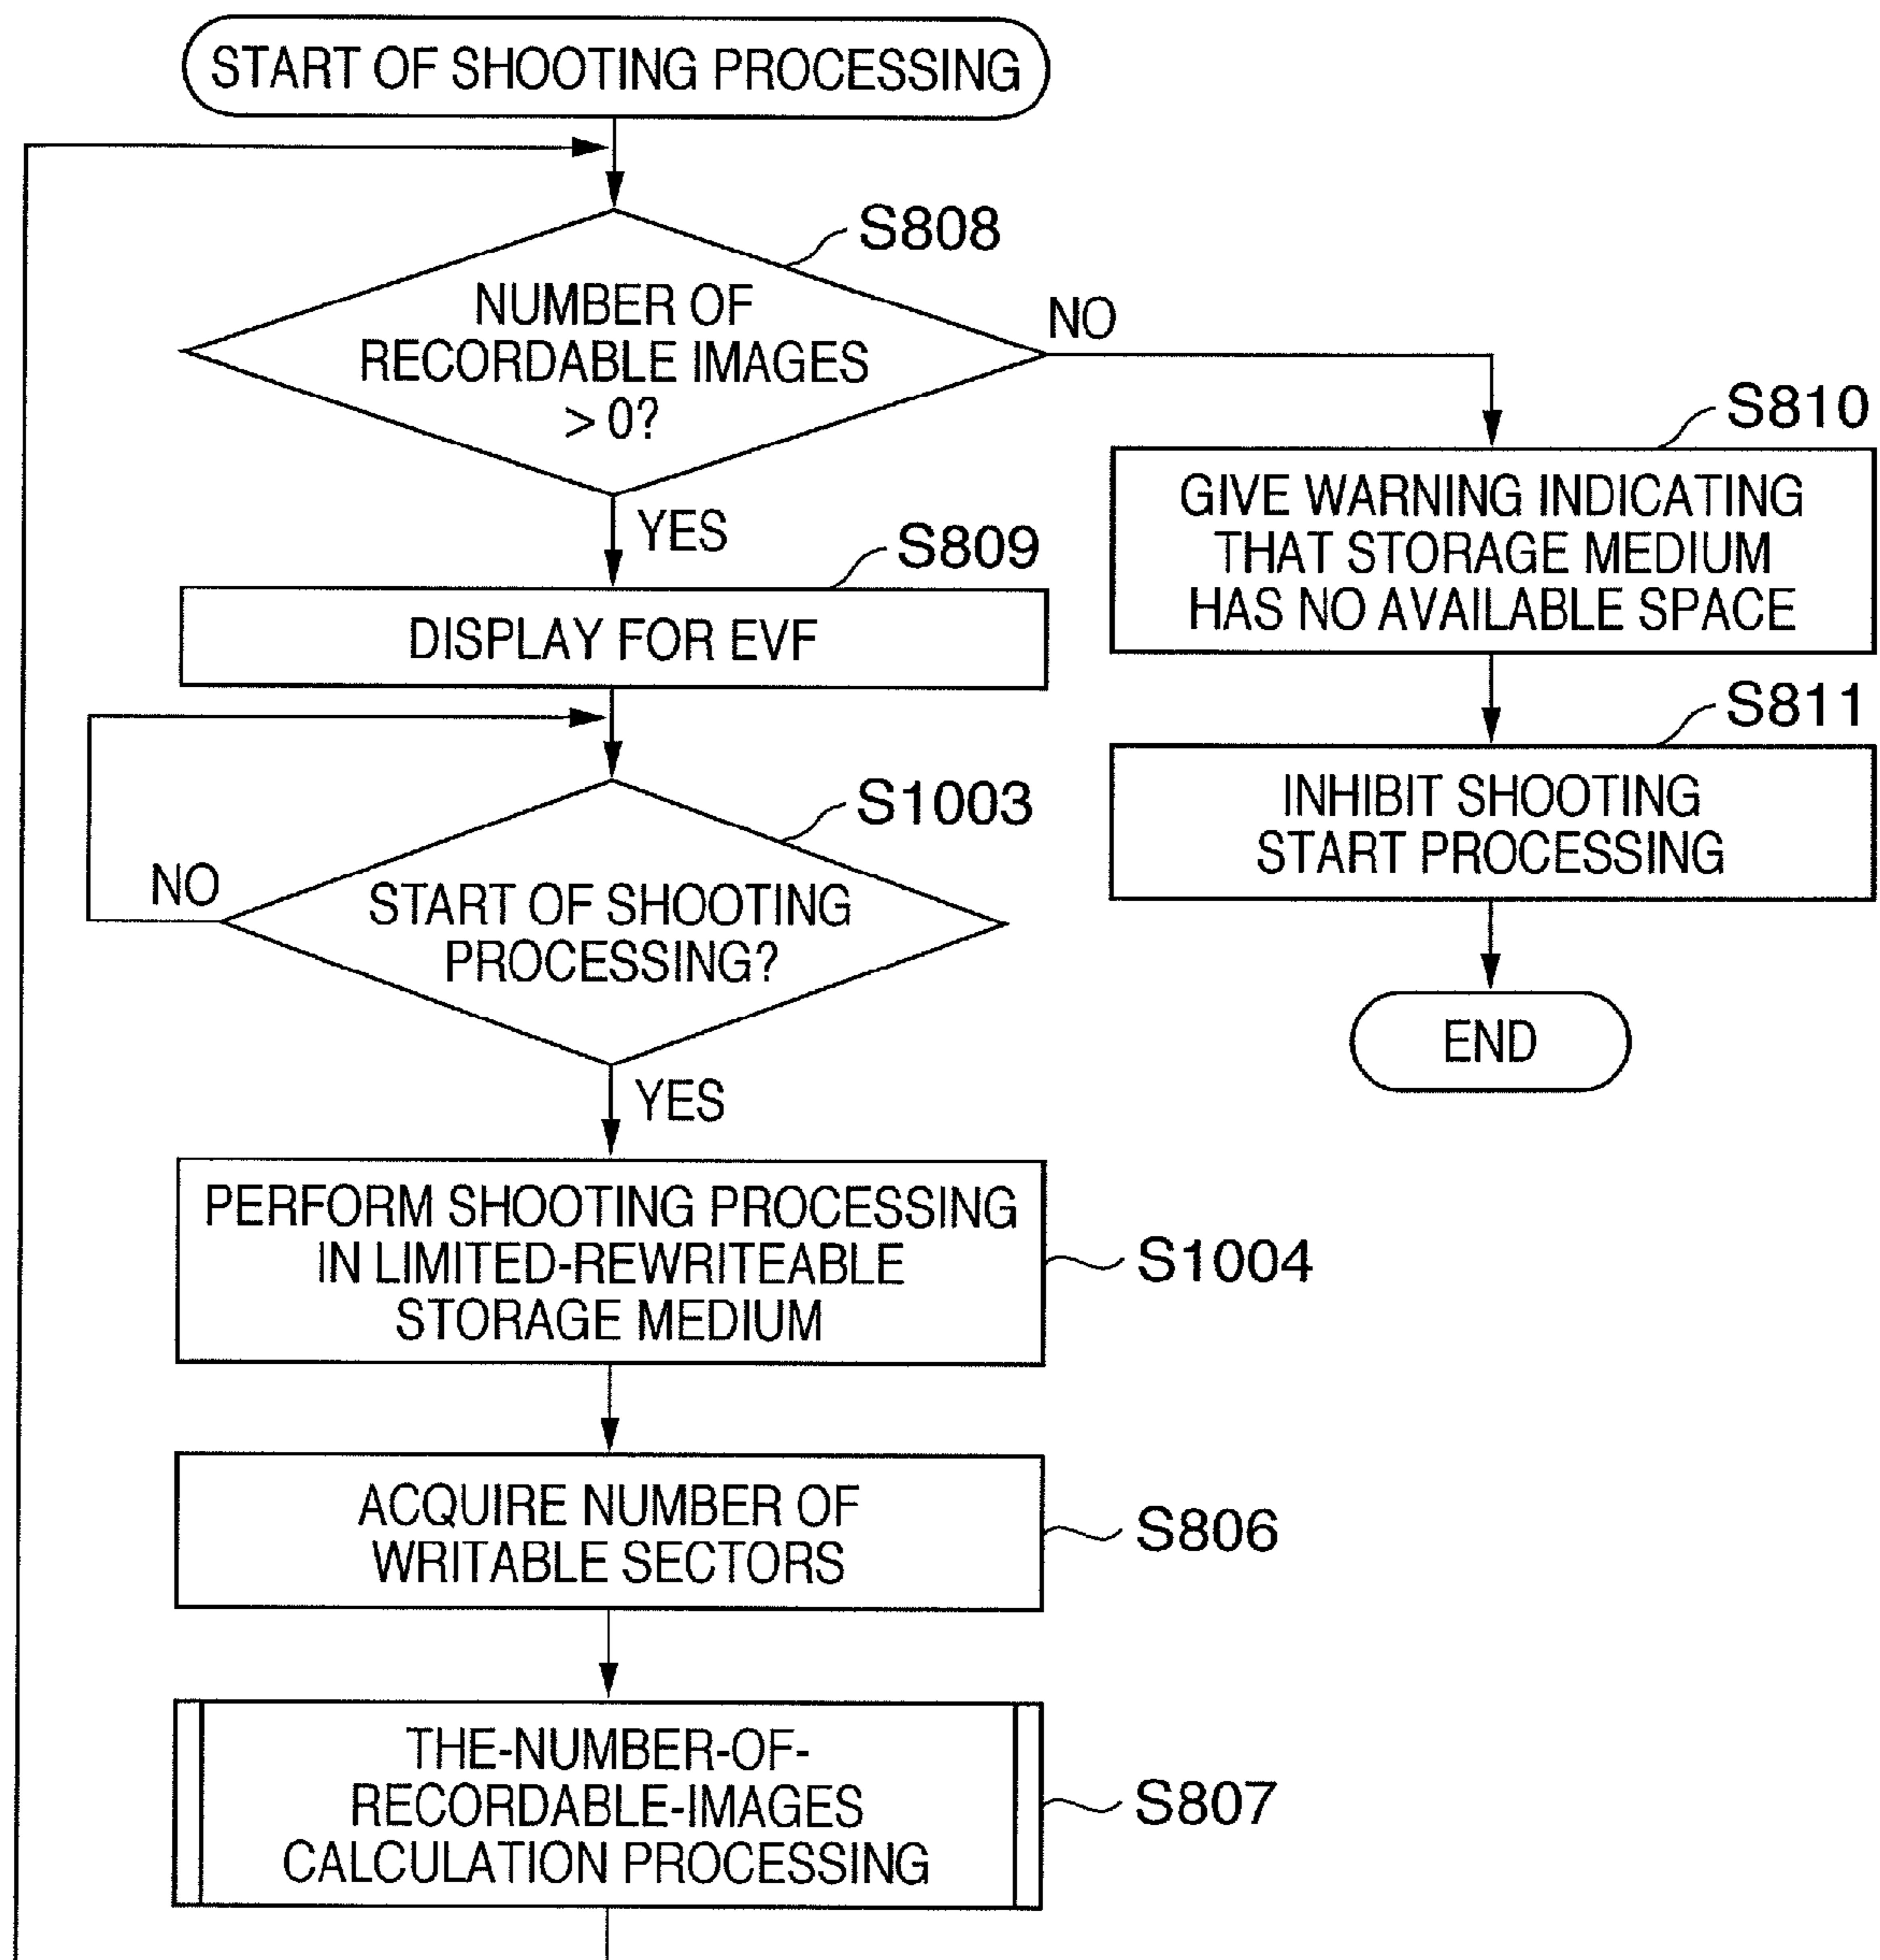 START OF SHOOTING PROCESSING
S808
NUMBER OF
RECORDABLE IMAGES
> 0?
NO
YES
S810
GIVE WARNING INDICATING
THAT STORAGE MEDIUM
HAS NO AVAILABLE SPACE
S809
DISPLAY FOR EVF
S811
INHIBIT SHOOTING
START PROCESSING
S1003
START OF SHOOTING
PROCESSING?
NO
YES
END
PERFORM SHOOTING PROCESSING
IN LIMITED-REWRITEABLE
STORAGE MEDIUM
S1004
ACQUIRE NUMBER OF
WRITABLE SECTORS
S806
THE-NUMBER-OF-
RECORDABLE-IMAGES
CALCULATION PROCESSING
S807